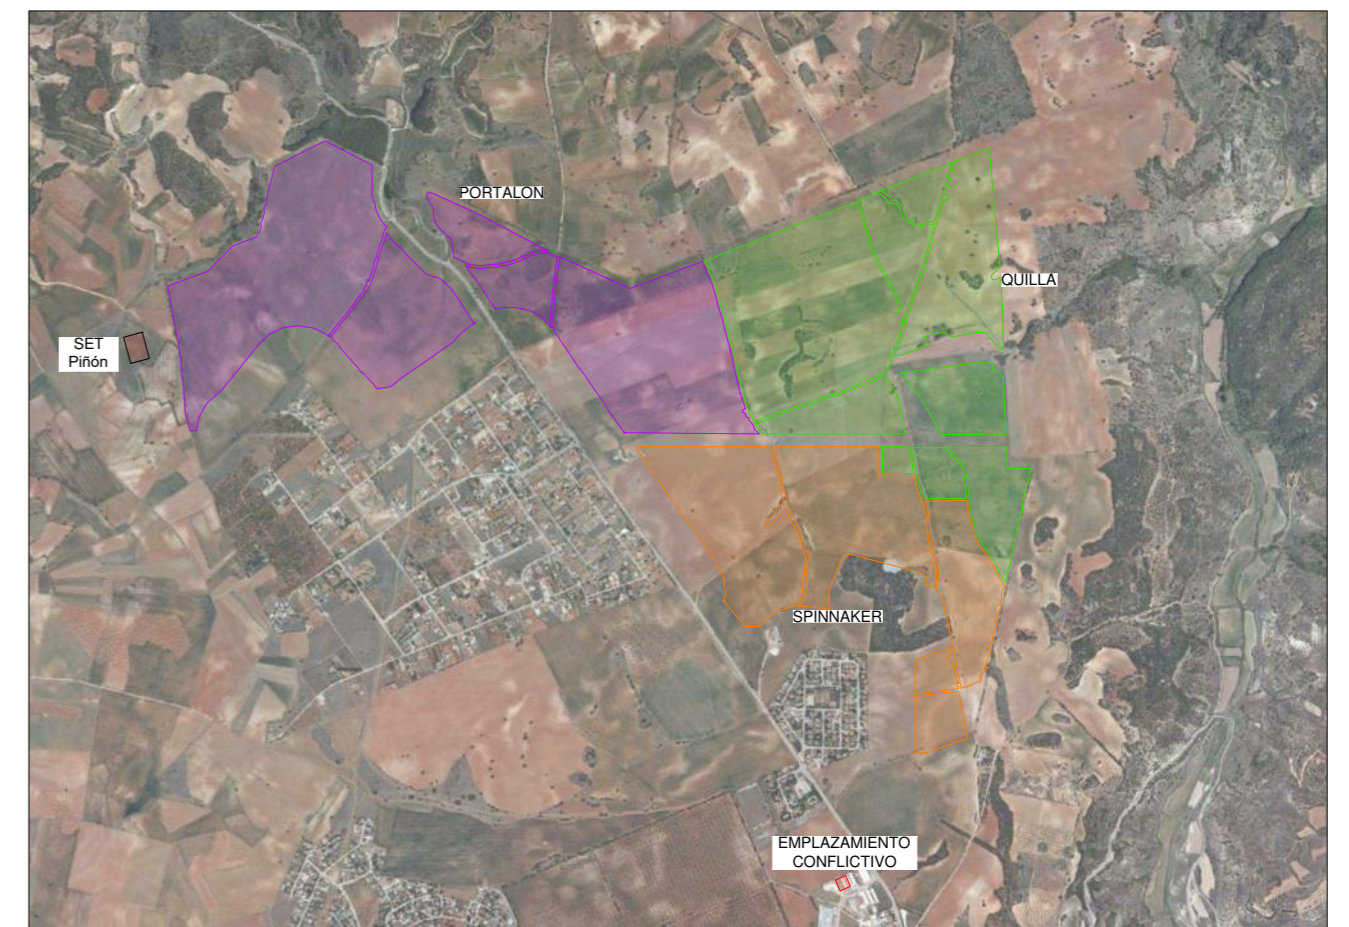 PORTALON
QUILLA
SET
Piñón
SPINNAKER
EMPLAZAMIENTO
CONFLICTIVO